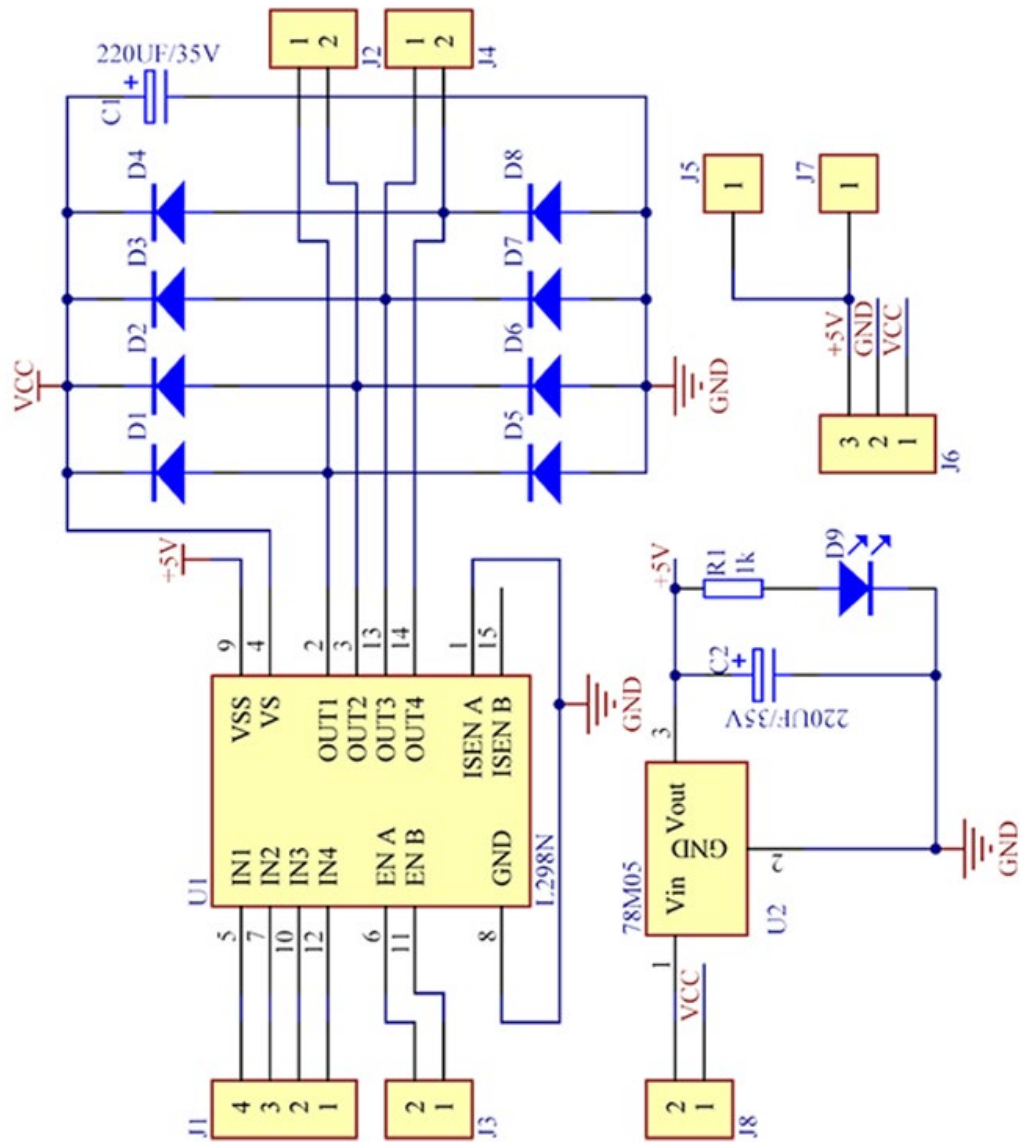 J1
4
3
2
1
5
7
10
12
U1
IN1
IN2
IN3
IN4
EN A
EN B
GND
VSS
VS
OUT1
OUT2
OUT3
OUT4
ISEN A
ISEN B
L298N
9
4
2
3
13
14
1
15
+5V
GND
J3
2
1
6
11
8
VCC
D1
D2
D3
D4
C1
+
220UF/35V
D5
D6
D7
D8
GND
J2
1
2
J4
1
2
J8
2
1
1
VCC
78M05
Vin
Vout
GND
U2
3
2
C2
+
220UF/35V
+5V
R1
1k
D9
GND
J6
3
2
1
+5V
GND
VCC
J5
1
J7
1